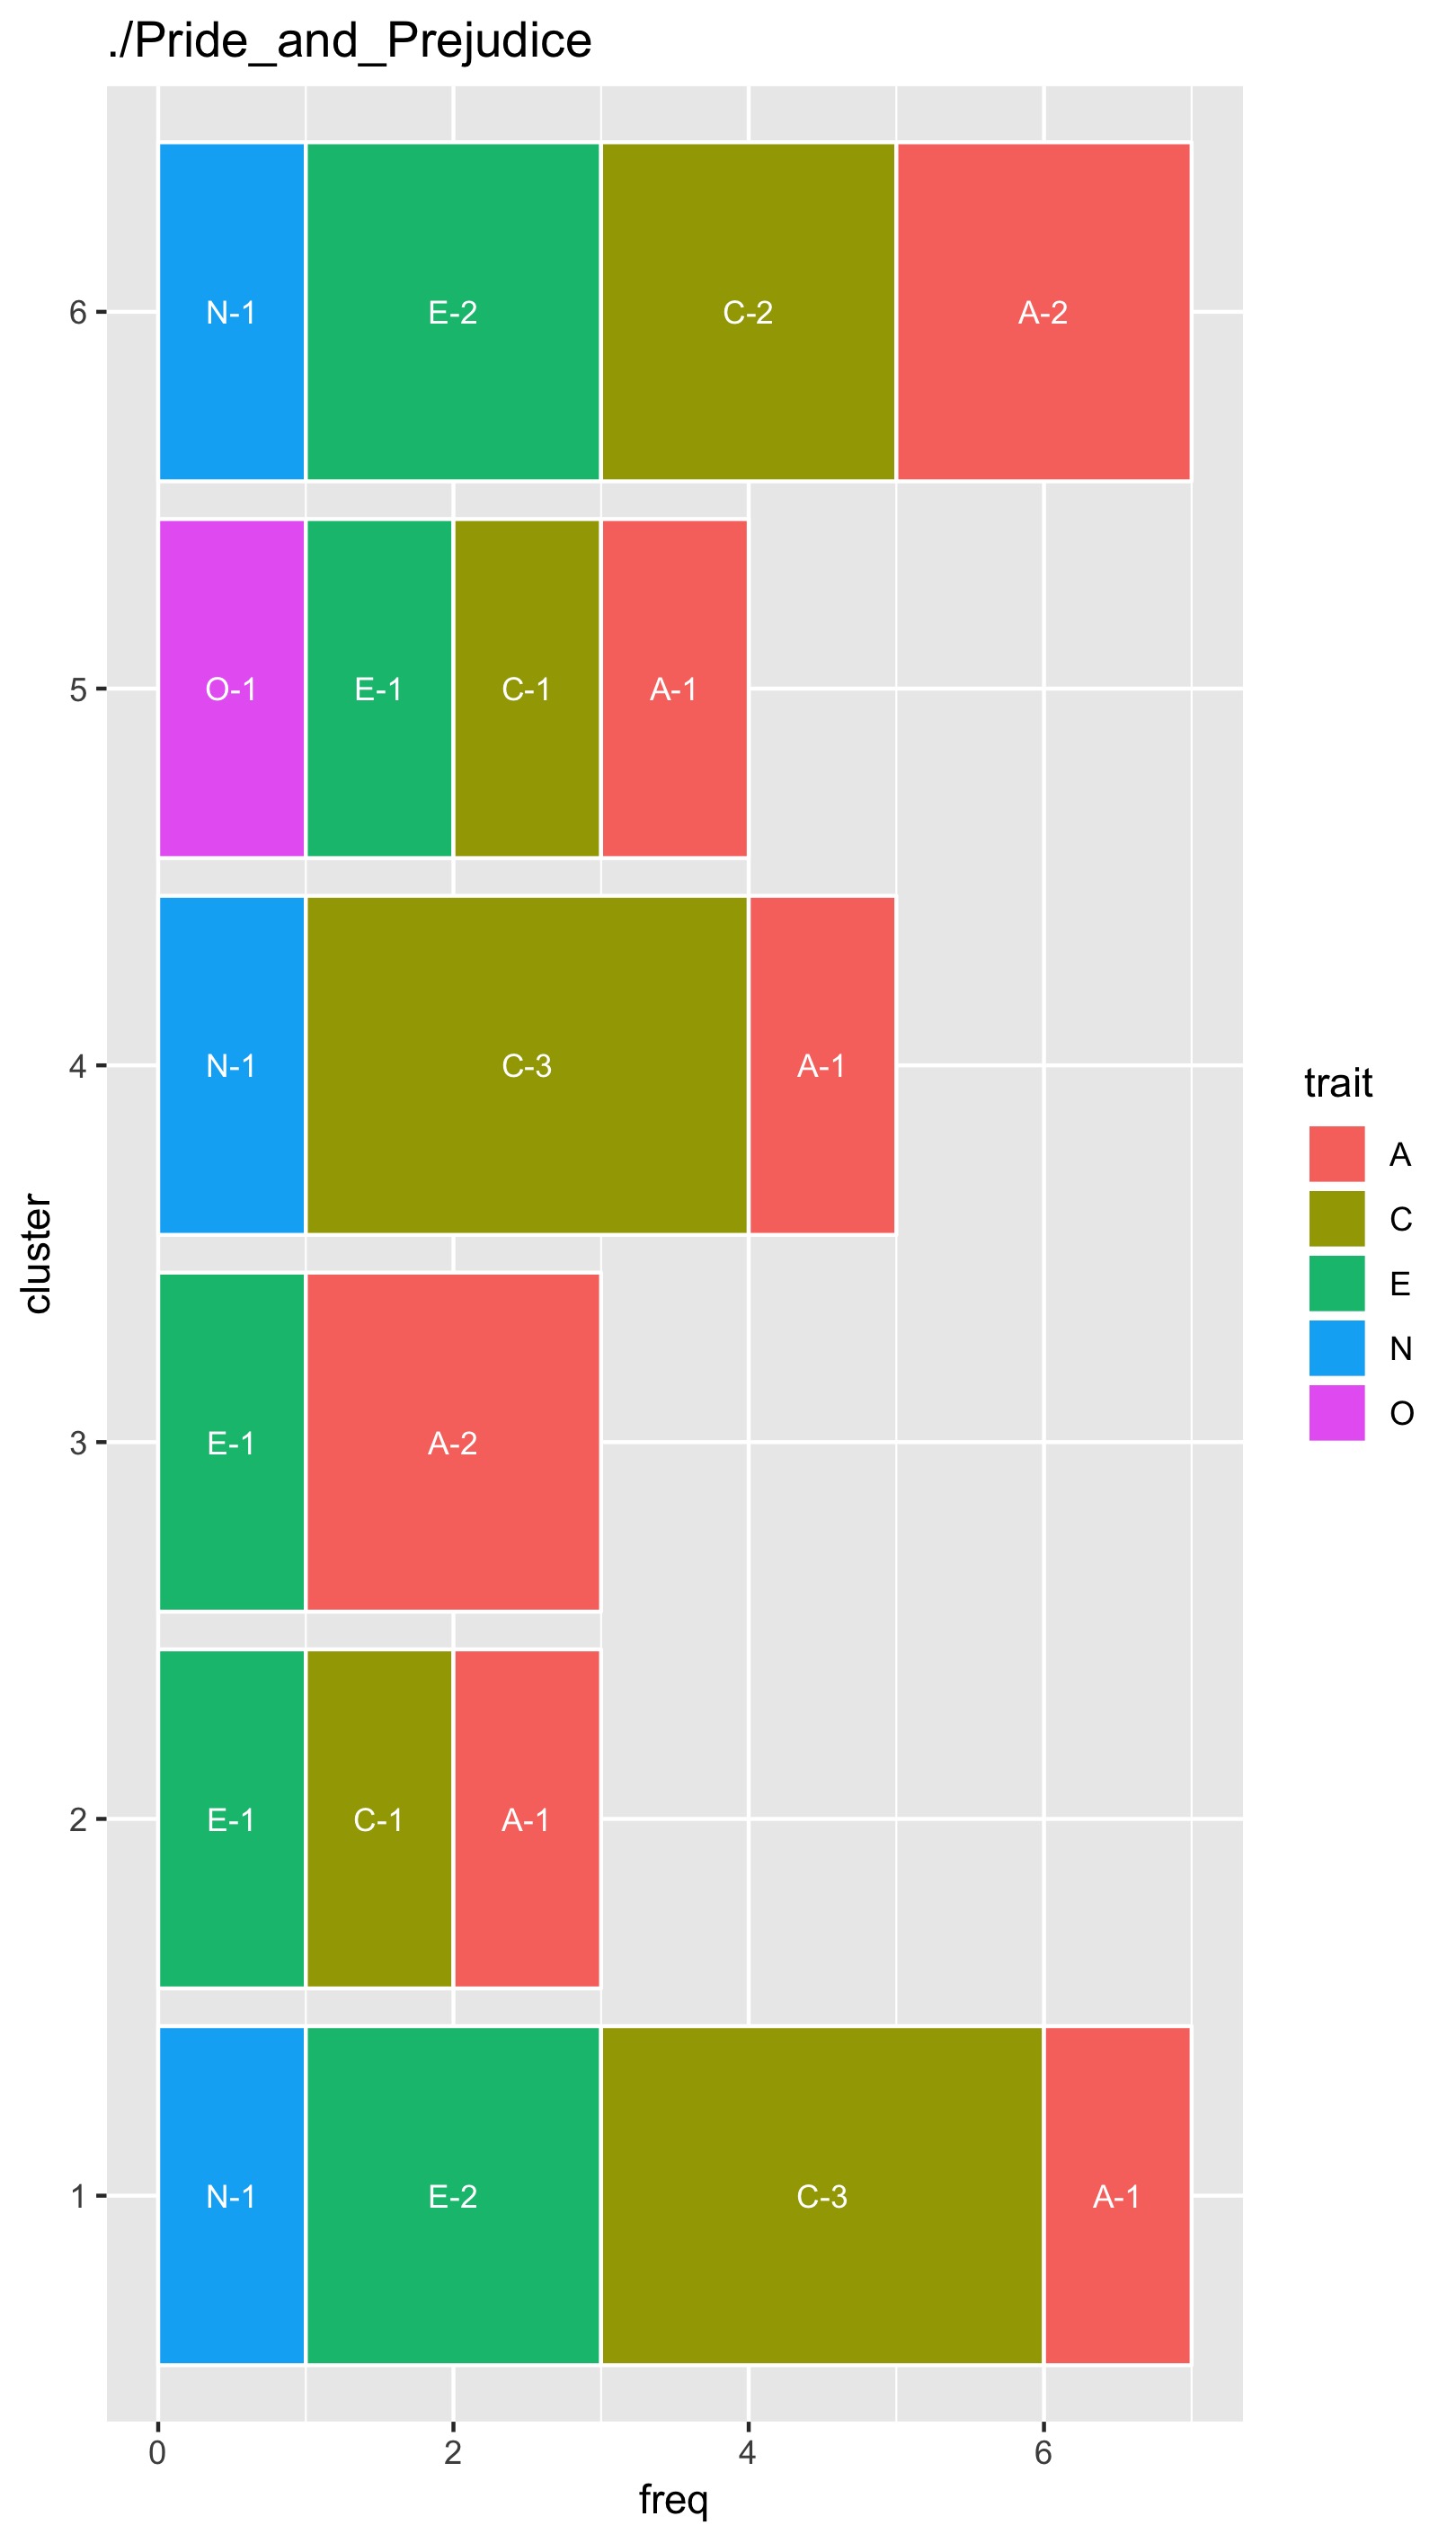 ./Pride_and_Prejudice
6
N-1
E-2
C-2
A-2
5
O-1
E-1
C-1
A-1
4
N-1
C-3
A-1
3
E-1
A-2
2
E-1
C-1
A-1
1
N-1
E-2
C-3
A-1
0
2
4
6
freq
cluster
trait
A
C
E
N
O